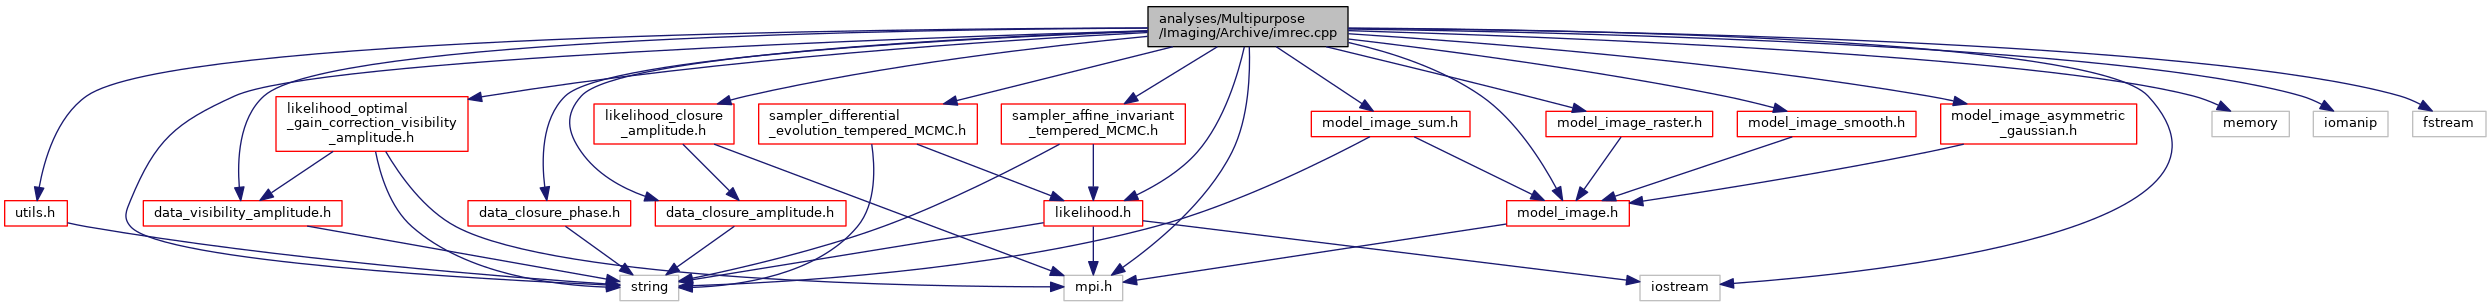 analyses/Multipurpose
/Imaging/Archive/imrec.cpp
likelihood_optimal
_gain_correction_visibility
_amplitude.h
likelihood_closure
_amplitude.h
sampler_differential
_evolution_tempered_MCMC.h
sampler_affine_invariant
_tempered_MCMC.h
model_image_sum.h
model_image_raster.h
model_image_smooth.h
model_image_asymmetric
_gaussian.h
memory
iomanip
fstream
utils.h
data_visibility_amplitude.h
data_closure_phase.h
data_closure_amplitude.h
likelihood.h
model_image.h
string
mpi.h
iostream